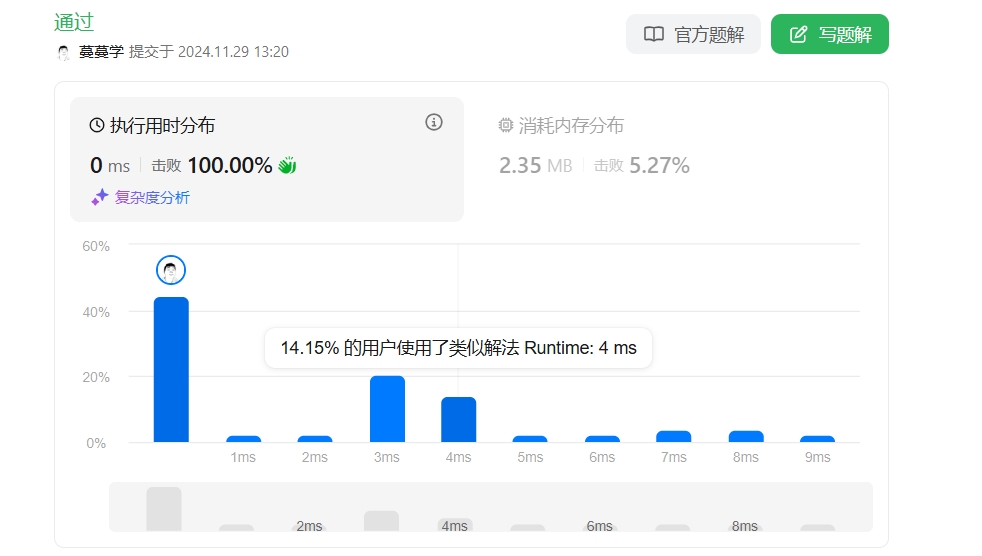 通过
官方题解
写题解
蕽蕽学 提交于 2024.11.29 13:20
执行用时分布
消耗内存分布
0 ms 击败 100.00%
2.35 MB 击败 5.27%
复杂度分析
60%
40%
14.15% 的用户使用了类似解法 Runtime: 4 ms
20%
0%
1ms 2ms 3ms 4ms 5ms 6ms 7ms 8ms 9ms
2ms 4ms 6ms 8ms